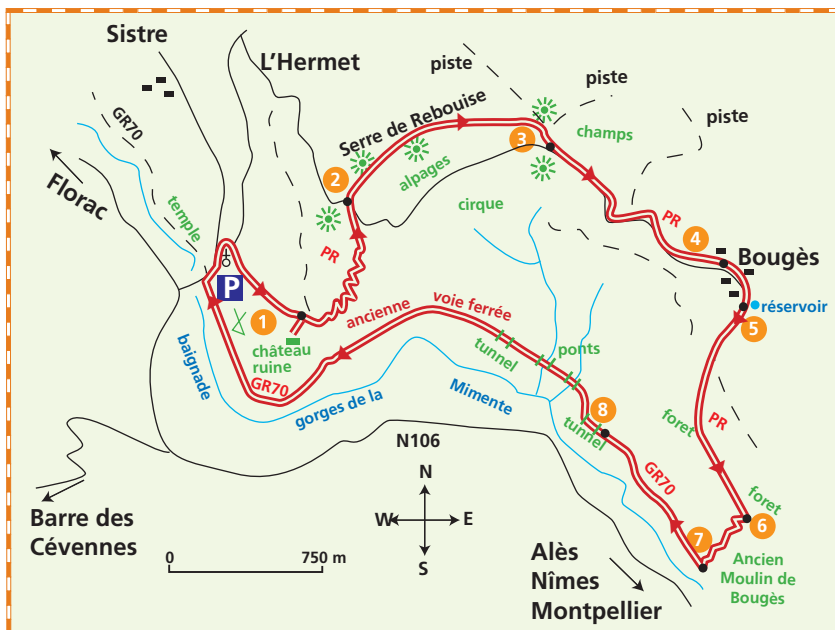 Sistre
L'Hermet
piste
piste
piste
GR70
Serre de Rebouise
3
champs
Florac
temple
2
alpages
cirque
PR
PR
4
Bougès
P
réservoir
1
ancienne
voie ferrée
5
château
ruine
tunnel
ponts
baignade
GR70
gorges de la
Mimente
8
tunnel
foret
PR
N106
GR70
foret
N
W
E
S
6
Barre des
Cévennes
0
750 m
7
Alès
Nîmes
Montpellier
Ancien
Moulin de
Bougès